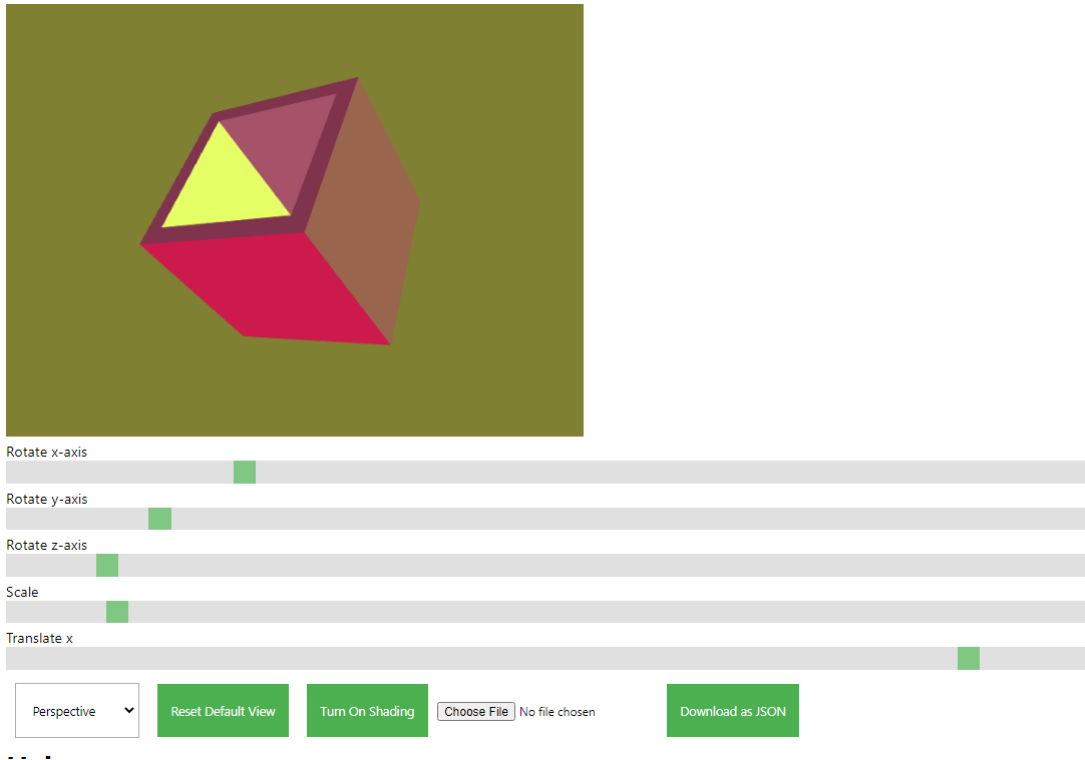 Rotate x-axis
Rotate y-axis
Rotate z-axis
Scale
Translate x
Perspective Reset Default View Turn On Shading Choose File No file chosen Download as JSON